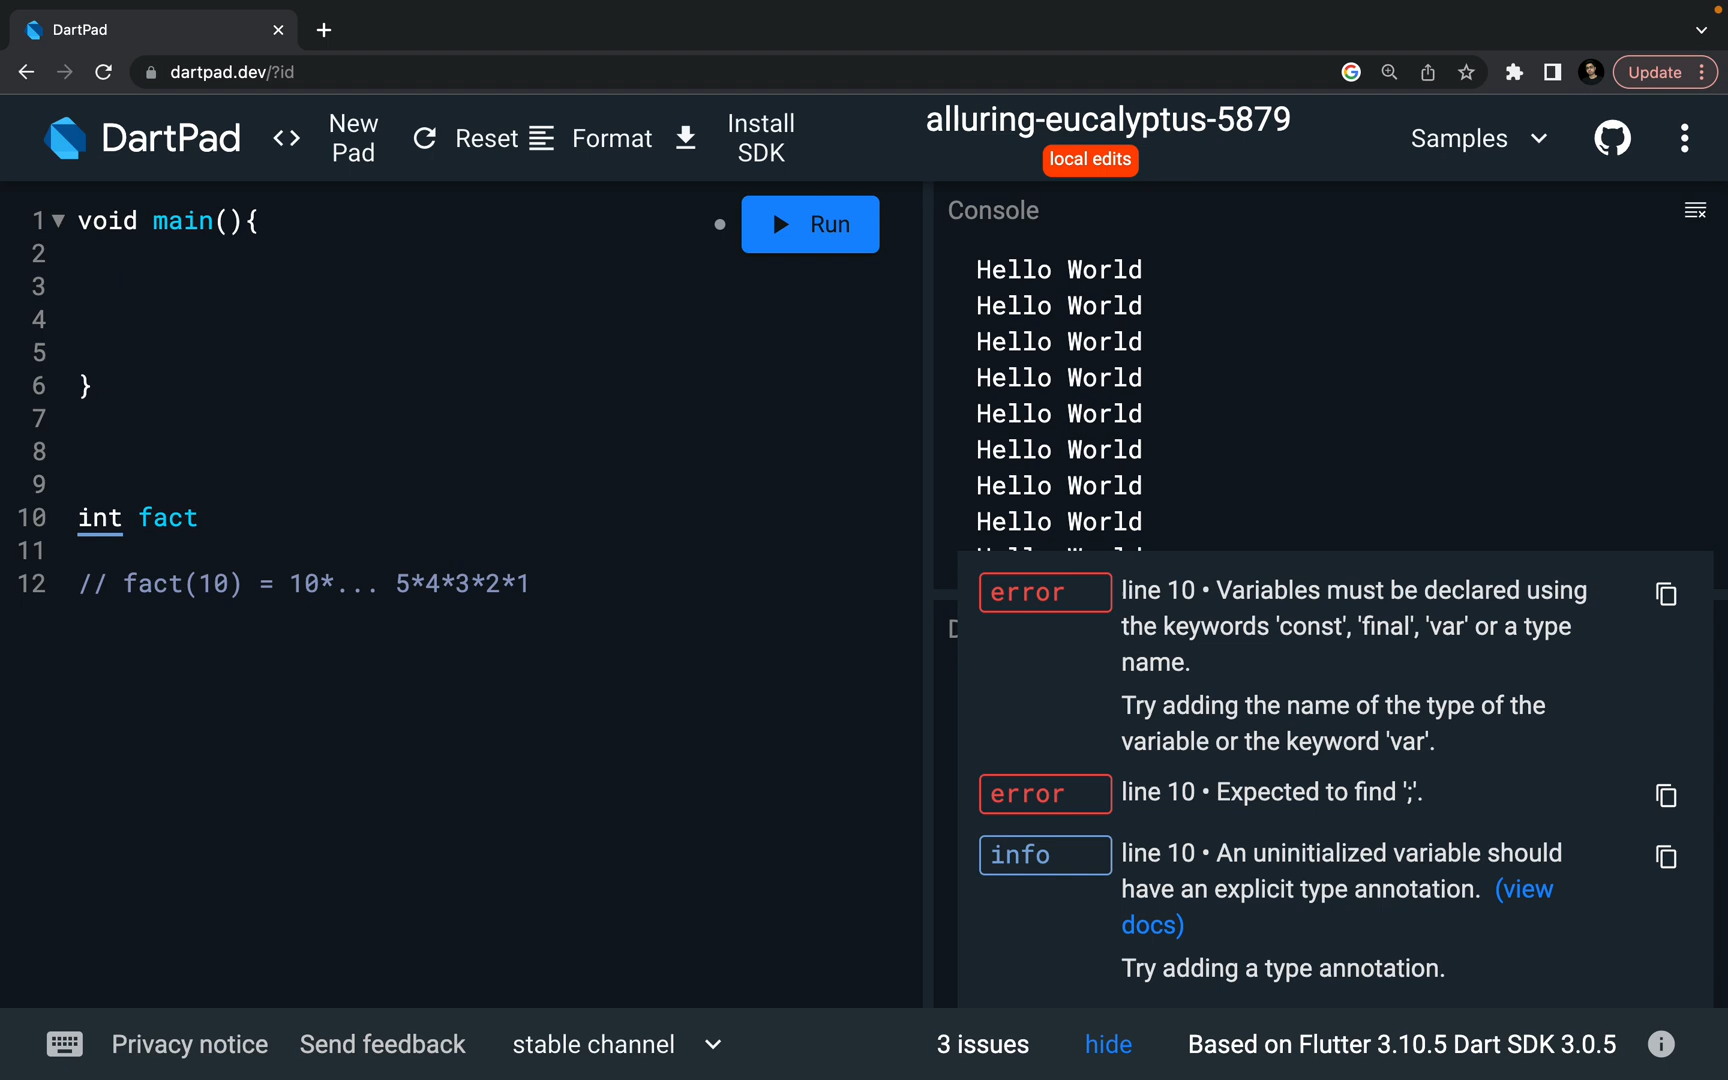 DartPad
dartpad.dev/?id
Update
DartPad
New Pad
Reset
Format
Install SDK
alluring-eucalyptus-5879
local edits
Samples
1 void main(){
2
3
4
5
6 }
7
8
9
10 int fact
11
12 // fact(10) = 10*... 5*4*3*2*1
Run
Console
Hello World
Hello World
Hello World
Hello World
Hello World
Hello World
Hello World
Hello World
error line 10 • Variables must be declared using
the keywords 'const', 'final', 'var' or a type
name.
Try adding the name of the type of the
variable or the keyword 'var'.
error line 10 • Expected to find ';'.
info line 10 • An uninitialized variable should
have an explicit type annotation. (view
docs)
Try adding a type annotation.
Privacy notice
Send feedback
stable channel
3 issues
hide
Based on Flutter 3.10.5 Dart SDK 3.0.5